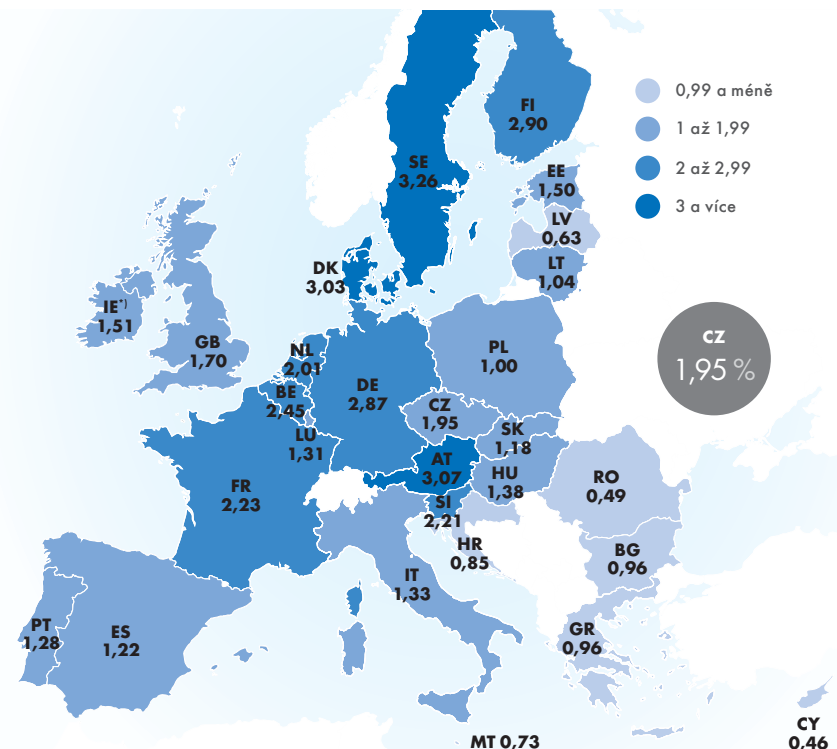 0,99 a méně
1 až 1,99
2 až 2,99
3 a více
FI
2,90
SE
3,26
EE
1,50
LV
0,63
LT
1,04
DK
3,03
IE*)
1,51
GB
1,70
NL
2,01
BE
2,45
LU
1,31
DE
2,87
PL
1,00
CZ
1,95 %
CZ
1,95
SK
1,18
AT
3,07
HU
1,38
SI
2,21
HR
0,85
RO
0,49
BG
0,96
FR
2,23
IT
1,33
GR
0,96
PT
1,28
ES
1,22
MT 0,73
CY
0,46